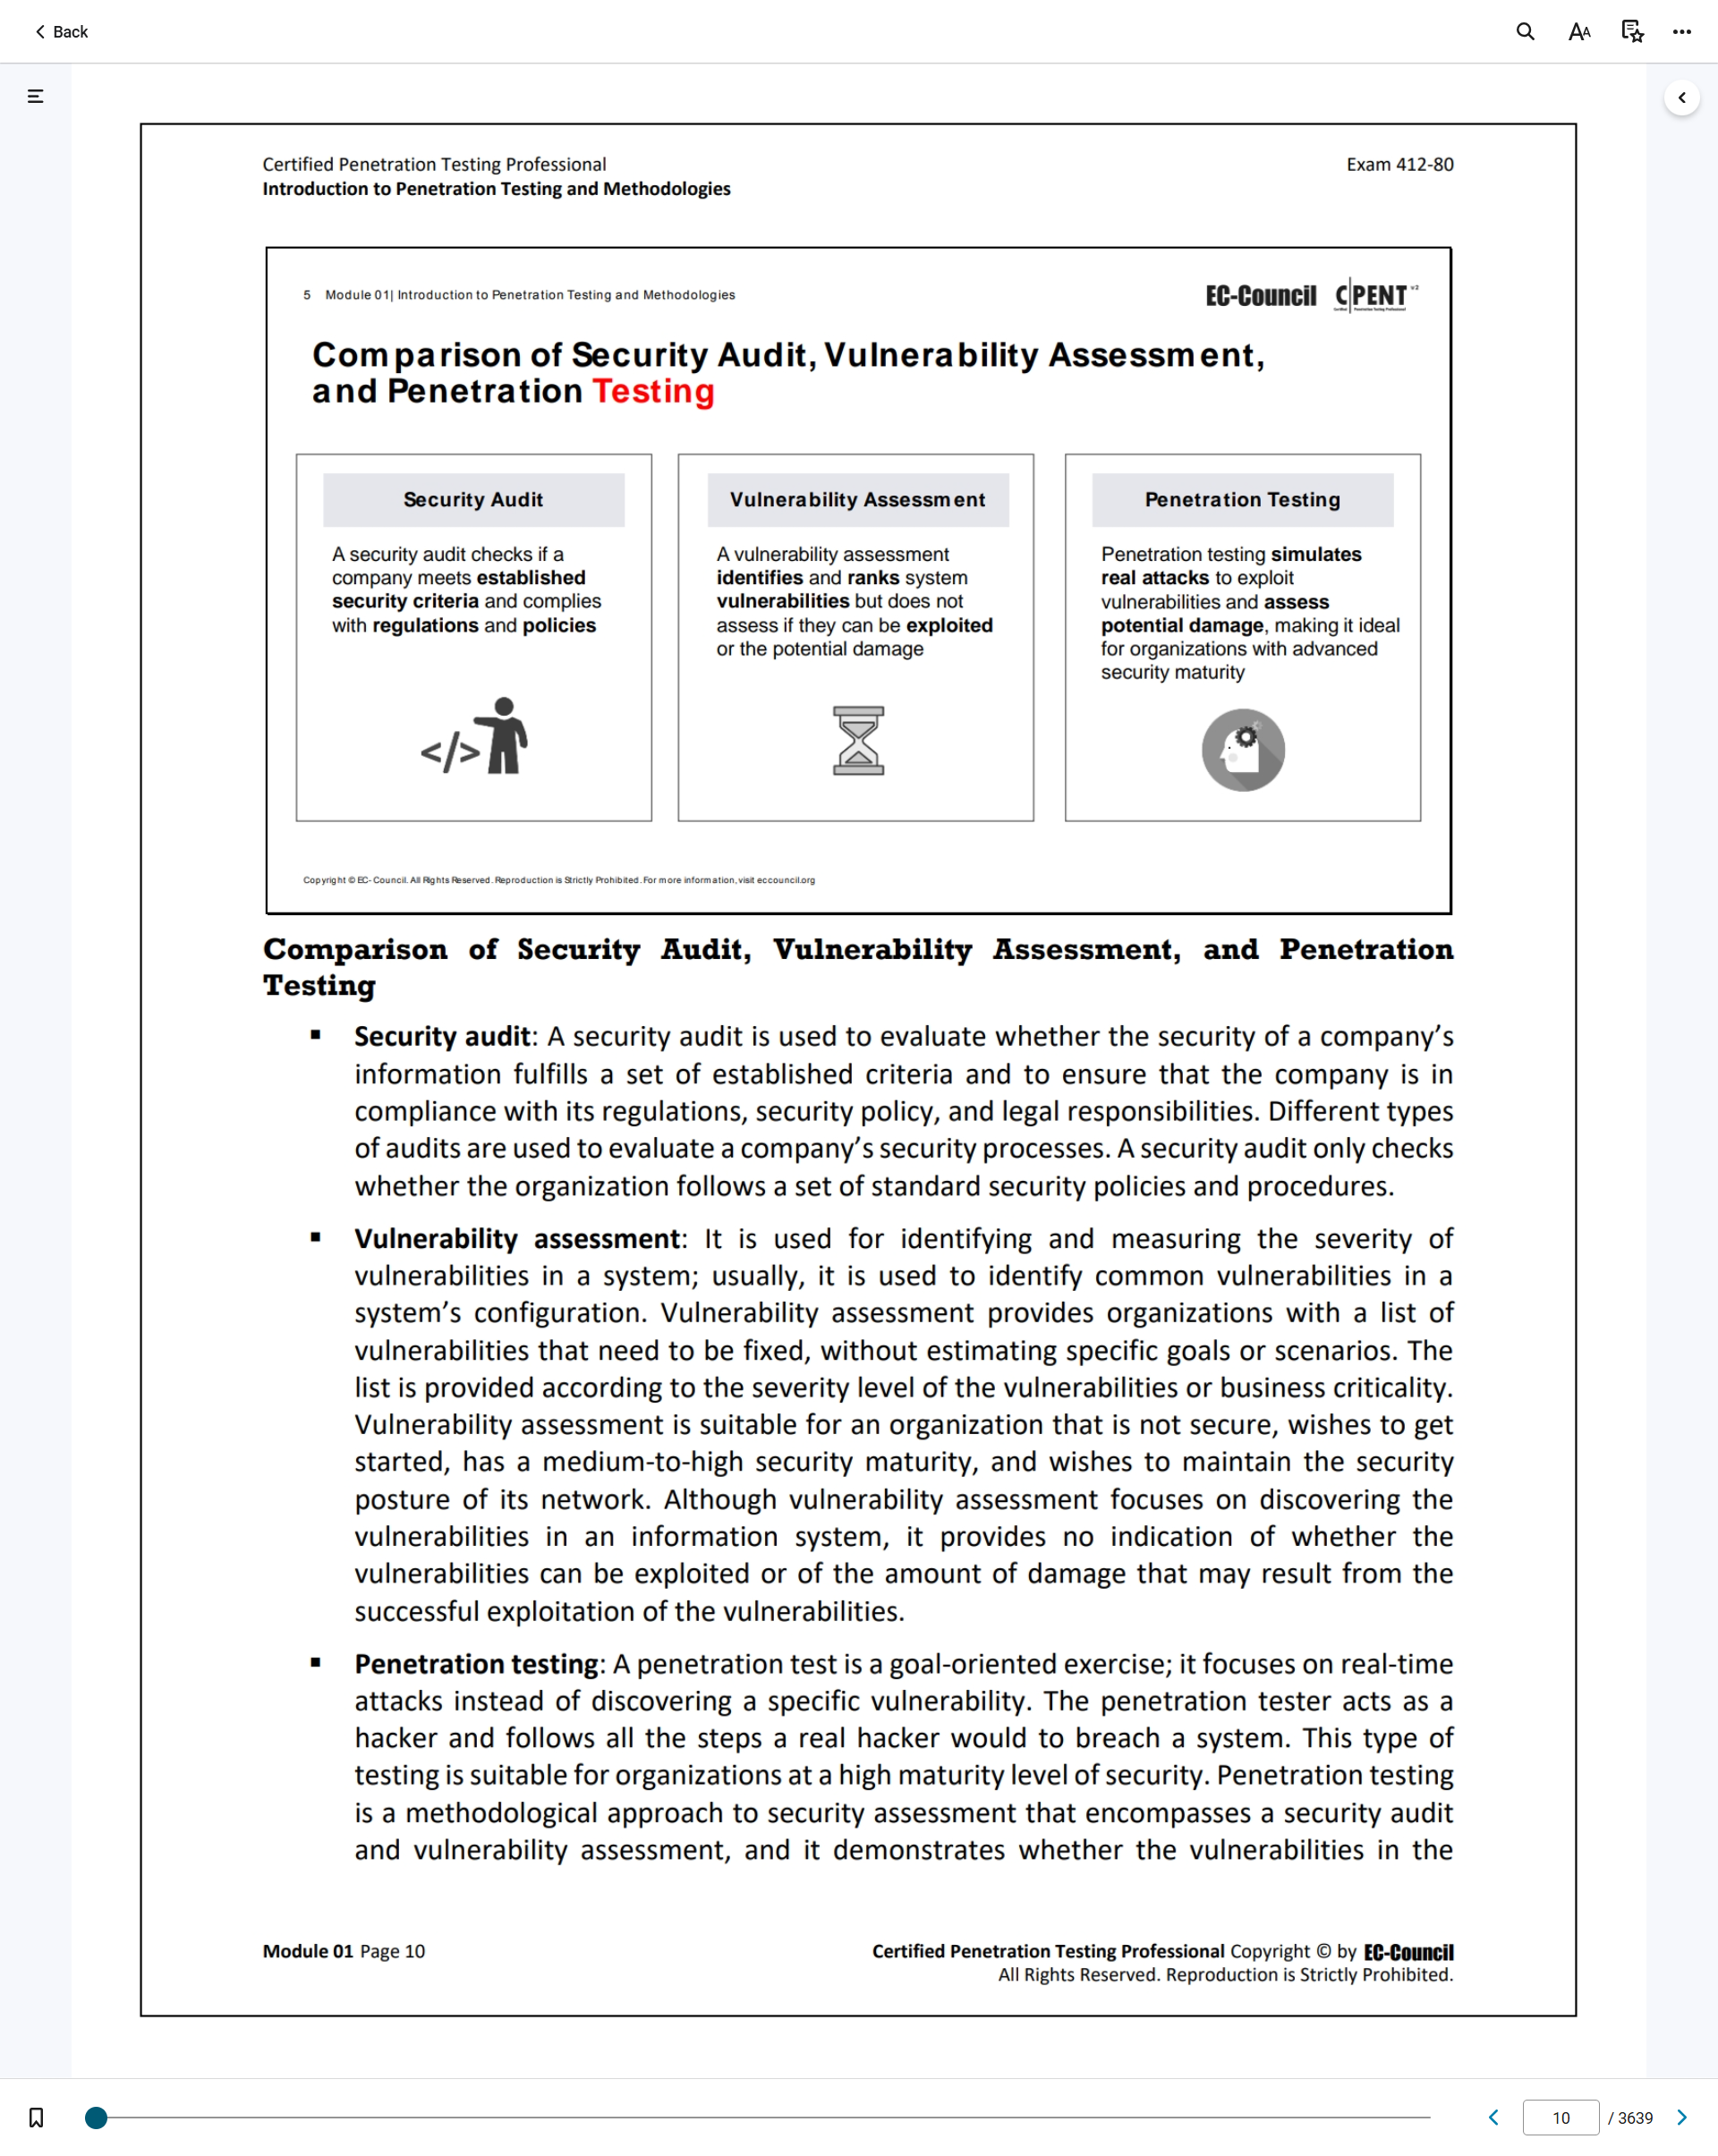 Back
Certified Penetration Testing Professional
Exam 412-80
Introduction to Penetration Testing and Methodologies
5 Module 01| Introduction to Penetration Testing and Methodologies
EC-Council C|PENT v2
Comparison of Security Audit, Vulnerability Assessment,
and Penetration Testing
Security Audit
A security audit checks if a
company meets established
security criteria and complies
with regulations and policies
</>
Vulnerability Assessment
A vulnerability assessment
identifies and ranks system
vulnerabilities but does not
assess if they can be exploited
or the potential damage
Penetration Testing
Penetration testing simulates
real attacks to exploit
vulnerabilities and assess
potential damage, making it ideal
for organizations with advanced
security maturity
Copyright © EC-Council. All Rights Reserved. Reproduction is Strictly Prohibited. For more information, visit eccouncil.org
Comparison of Security Audit, Vulnerability Assessment, and Penetration
Testing
▪ Security audit: A security audit is used to evaluate whether the security of a company’s
information fulfills a set of established criteria and to ensure that the company is in
compliance with its regulations, security policy, and legal responsibilities. Different types
of audits are used to evaluate a company’s security processes. A security audit only checks
whether the organization follows a set of standard security policies and procedures.
▪ Vulnerability assessment: It is used for identifying and measuring the severity of
vulnerabilities in a system; usually, it is used to identify common vulnerabilities in a
system’s configuration. Vulnerability assessment provides organizations with a list of
vulnerabilities that need to be fixed, without estimating specific goals or scenarios. The
list is provided according to the severity level of the vulnerabilities or business criticality.
Vulnerability assessment is suitable for an organization that is not secure, wishes to get
started, has a medium-to-high security maturity, and wishes to maintain the security
posture of its network. Although vulnerability assessment focuses on discovering the
vulnerabilities in an information system, it provides no indication of whether the
vulnerabilities can be exploited or of the amount of damage that may result from the
successful exploitation of the vulnerabilities.
▪ Penetration testing: A penetration test is a goal-oriented exercise; it focuses on real-time
attacks instead of discovering a specific vulnerability. The penetration tester acts as a
hacker and follows all the steps a real hacker would to breach a system. This type of
testing is suitable for organizations at a high maturity level of security. Penetration testing
is a methodological approach to security assessment that encompasses a security audit
and vulnerability assessment, and it demonstrates whether the vulnerabilities in the
Module 01 Page 10
Certified Penetration Testing Professional Copyright © by EC-Council
All Rights Reserved. Reproduction is Strictly Prohibited.
10 / 3639